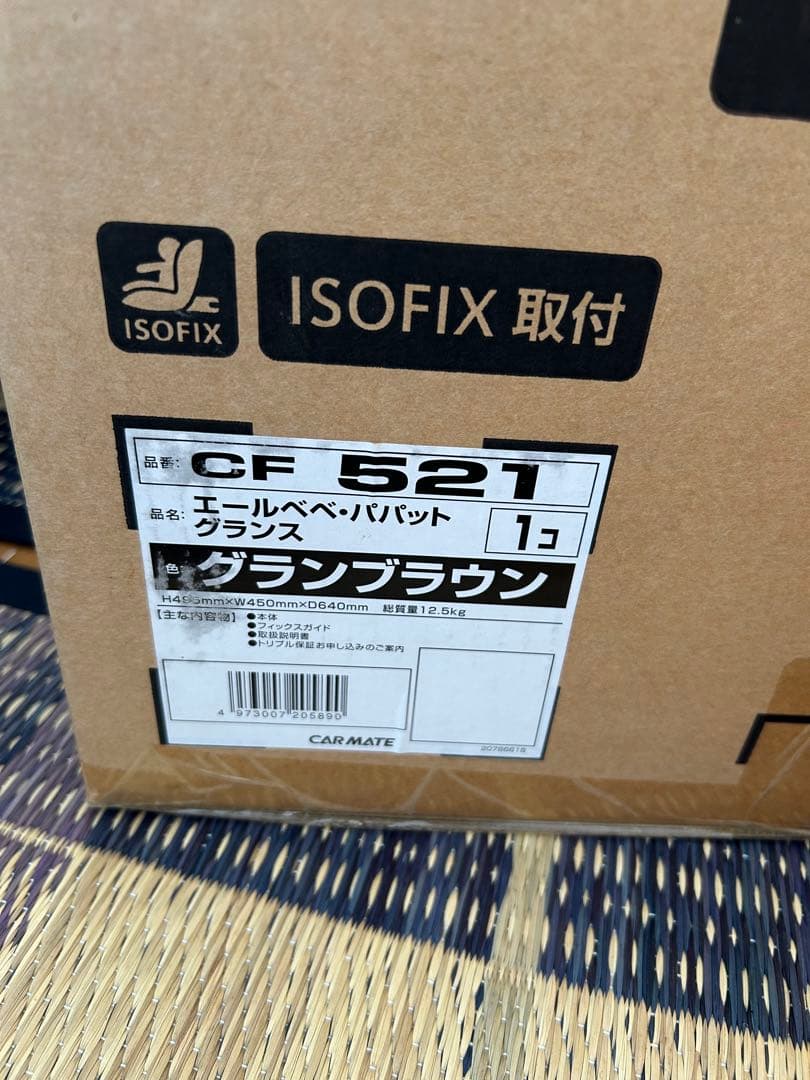 ISOFIX
ISOFIX 取付
品番: CF 521
品名: エールベベ・パパット
グランス
1コ
色: グランブラウン
H495mm×W450mm×D640mm 総質量12.5kg
【主な内容物】 ●本体
●フィックスガイド
●取扱説明書
●トリプル保証お申し込みのご案内
4 973007 205890
CARMATE